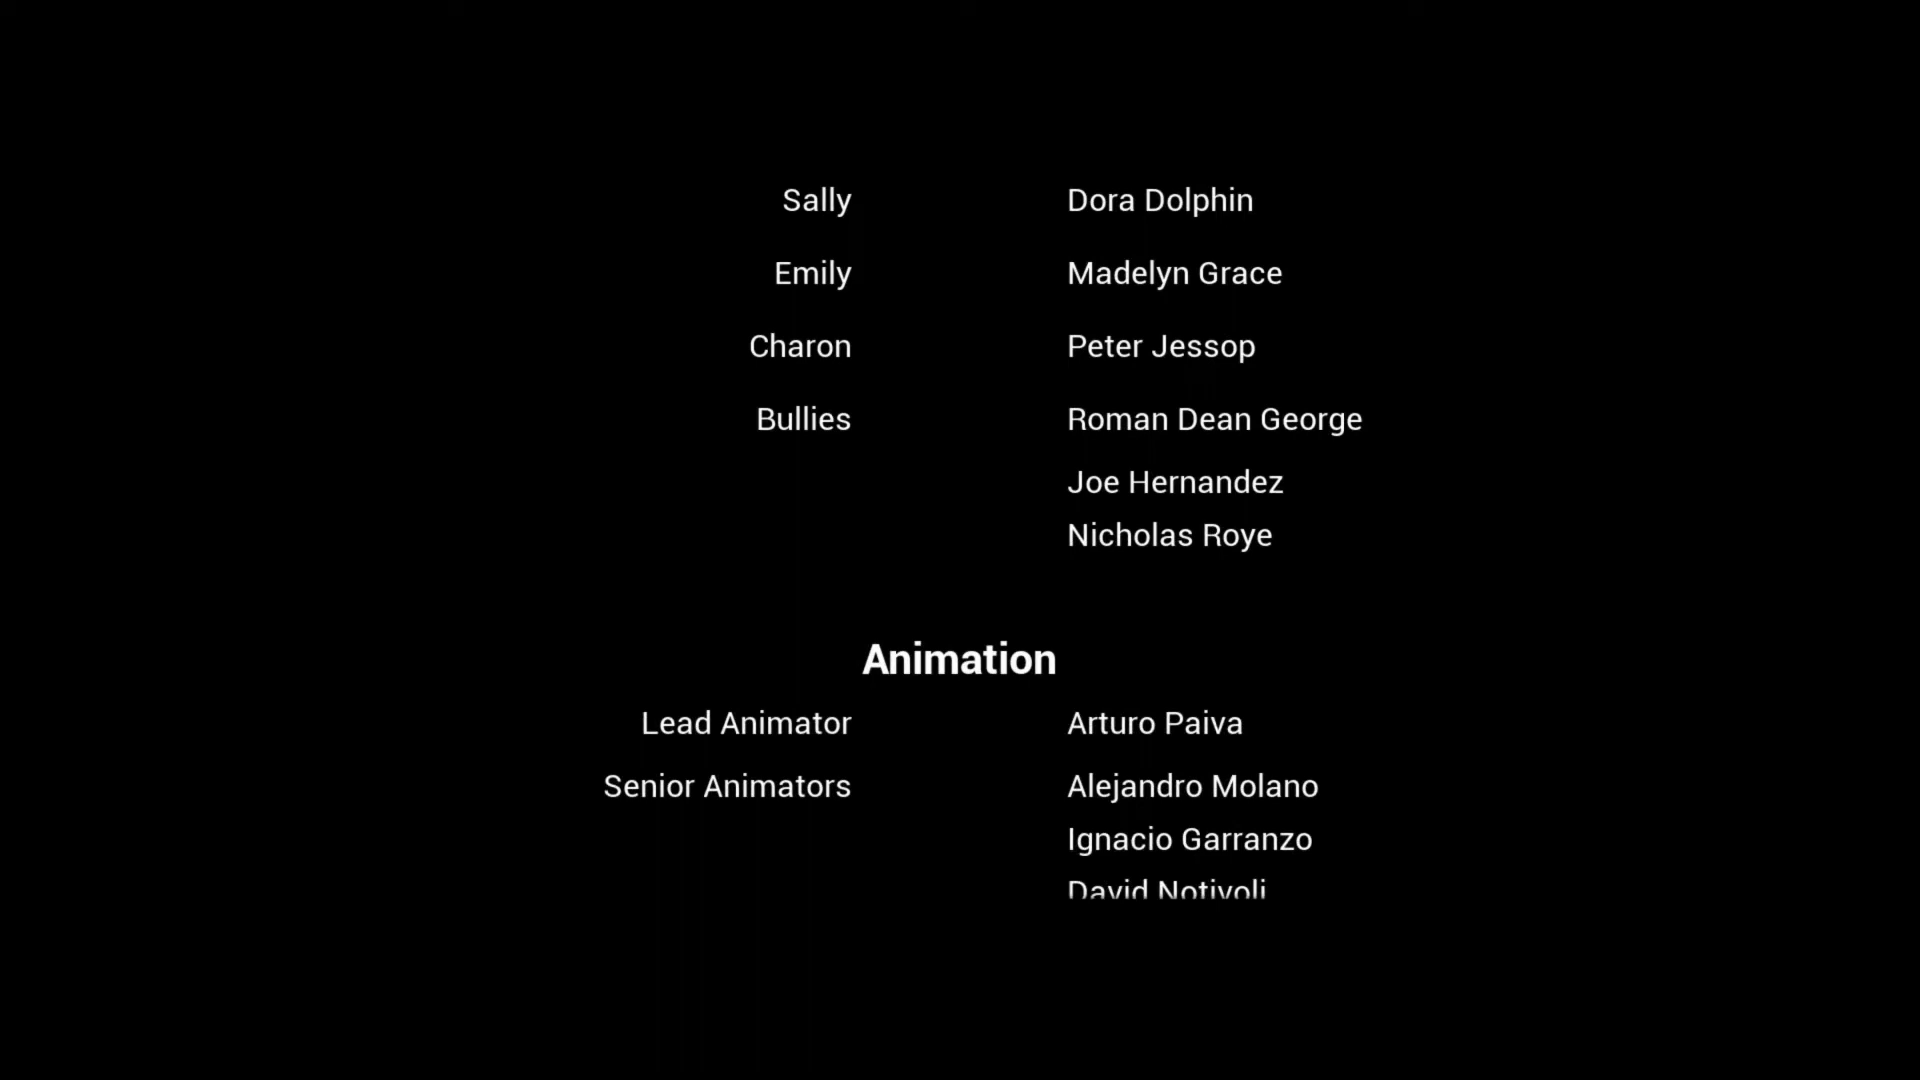 Sally Dora Dolphin
Emily Madelyn Grace
Charon Peter Jessop
Bullies Roman Dean George
Joe Hernandez
Nicholas Roye
Animation
Lead Animator Arturo Paiva
Senior Animators Alejandro Molano
Ignacio Garranzo
David Notivoli